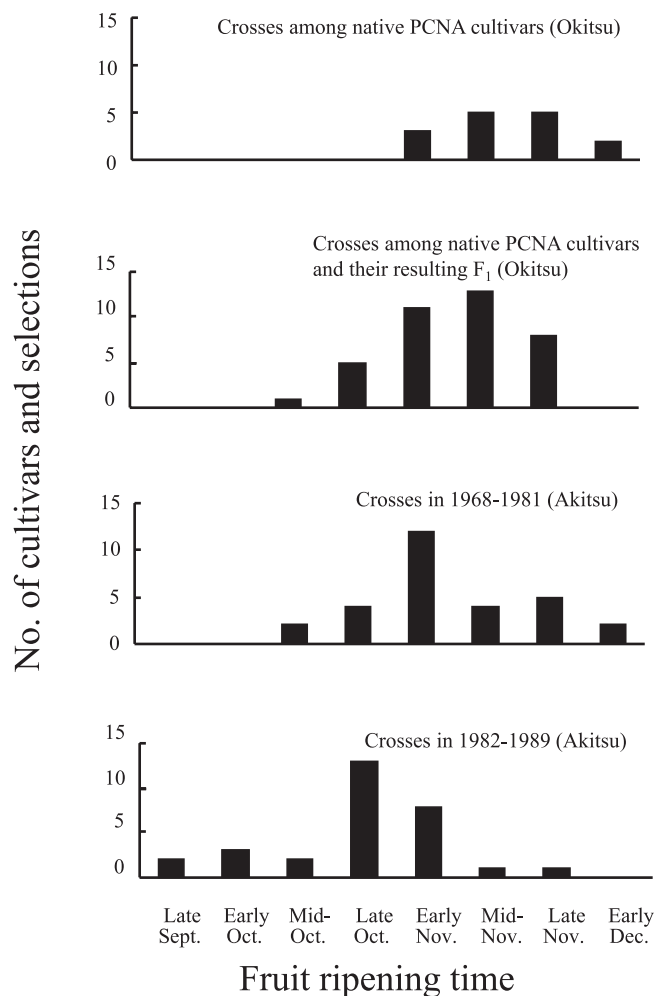 No. of cultivars and selections
Crosses among native PCNA cultivars (Okitsu)
15
10
5
0
Crosses among native PCNA cultivars
and their resulting F₁ (Okitsu)
15
10
5
0
Crosses in 1968-1981 (Akitsu)
15
10
5
0
Crosses in 1982-1989 (Akitsu)
15
10
5
0
Late Early Mid- Late Early Mid- Late Early
Sept. Oct. Oct. Oct. Nov. Nov. Nov. Dec.
Fruit ripening time